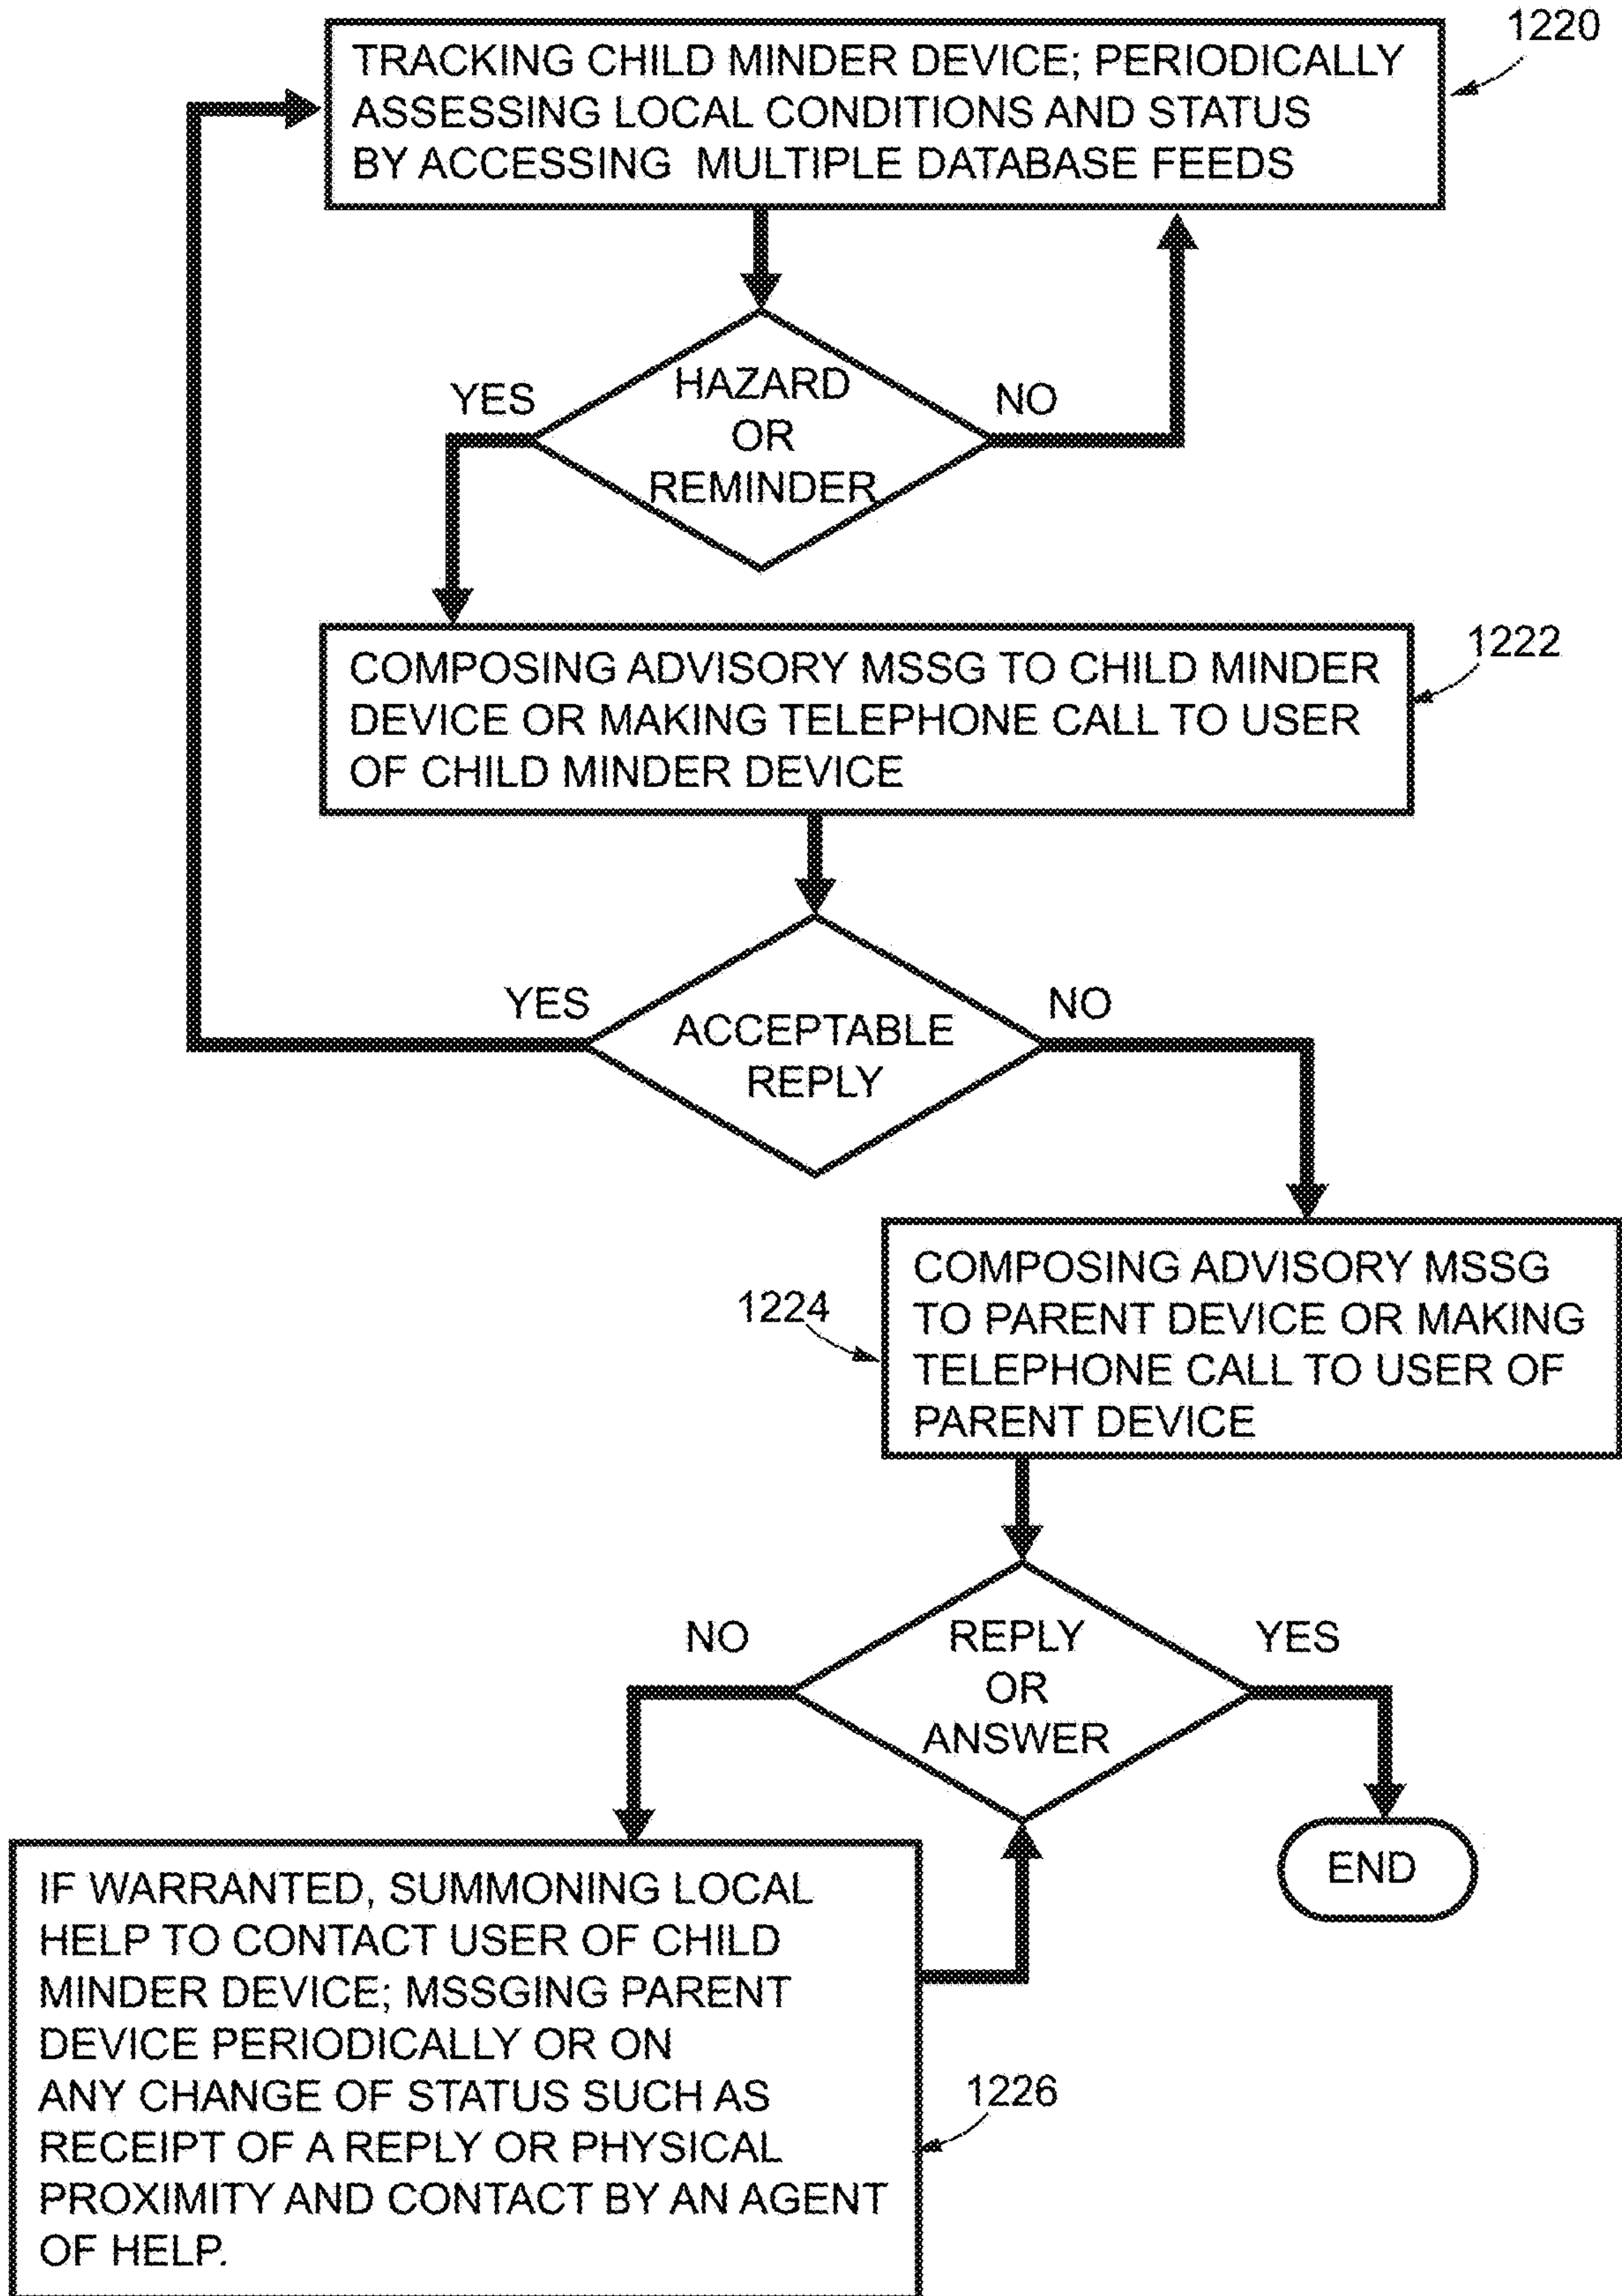 1220
TRACKING CHILD MINDER DEVICE; PERIODICALLY
ASSESSING LOCAL CONDITIONS AND STATUS
BY ACCESSING MULTIPLE DATABASE FEEDS
YES
HAZARD
OR
REMINDER
NO
1222
COMPOSING ADVISORY MSSG TO CHILD MINDER
DEVICE OR MAKING TELEPHONE CALL TO USER
OF CHILD MINDER DEVICE
YES
ACCEPTABLE
REPLY
NO
1224
COMPOSING ADVISORY MSSG
TO PARENT DEVICE OR MAKING
TELEPHONE CALL TO USER OF
PARENT DEVICE
NO
REPLY
OR
ANSWER
YES
END
IF WARRANTED, SUMMONING LOCAL
HELP TO CONTACT USER OF CHILD
MINDER DEVICE; MSSGING PARENT
DEVICE PERIODICALLY OR ON
ANY CHANGE OF STATUS SUCH AS
RECEIPT OF A REPLY OR PHYSICAL
PROXIMITY AND CONTACT BY AN AGENT
OF HELP.
1226